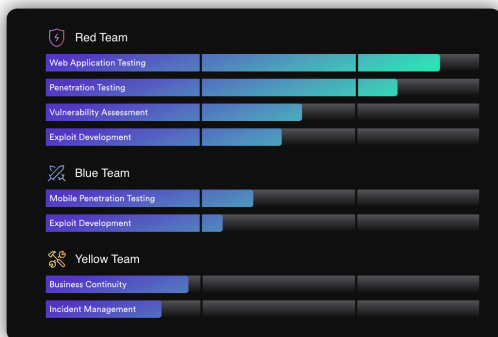 Red Team
Web Application Testing
Penetration Testing
Vulnerability Assessment
Exploit Development
Blue Team
Mobile Penetration Testing
Exploit Development
Yellow Team
Business Continuity
Incident Management